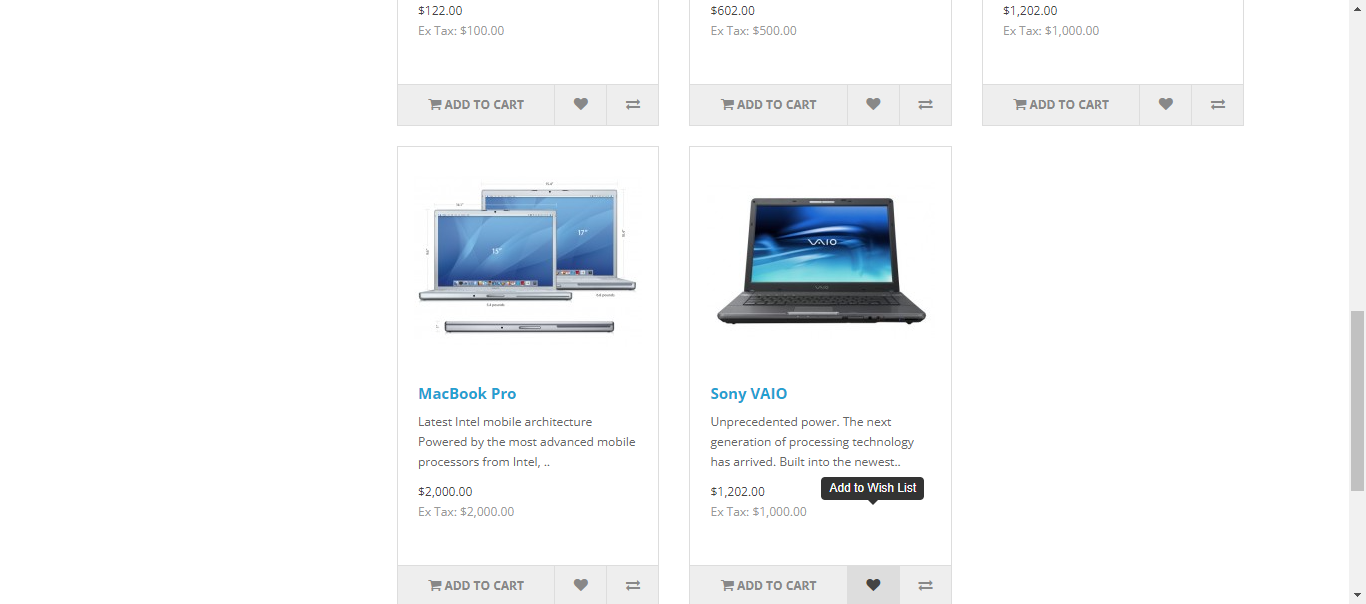 $122.00
Ex Tax: $100.00
ADD TO CART
$602.00
Ex Tax: $500.00
ADD TO CART
$1,202.00
Ex Tax: $1,000.00
ADD TO CART
15"
17"
MacBook Pro
Latest Intel mobile architecture
Powered by the most advanced mobile
processors from Intel, ..
$2,000.00
Ex Tax: $2,000.00
ADD TO CART
VAIO
VAIO
Sony VAIO
Unprecedented power. The next
generation of processing technology
has arrived. Built into the newest..
Add to Wish List
$1,202.00
Ex Tax: $1,000.00
ADD TO CART